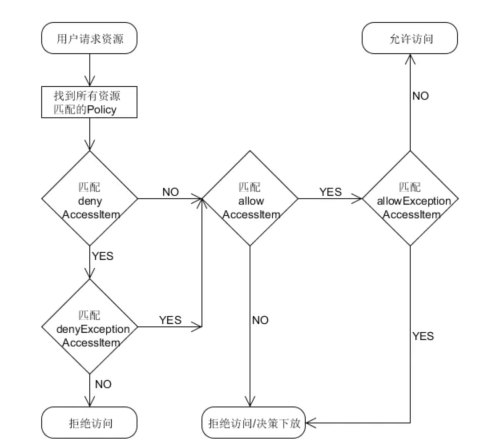 用户请求资源
允许访问
找到所有资源
匹配的Policy
NO
匹配
deny
AccessItem
NO
匹配
allow
AccessItem
YES
匹配
allowException
AccessItem
YES
匹配
denyException
AccessItem
YES
NO
YES
NO
拒绝访问
拒绝访问/决策下放